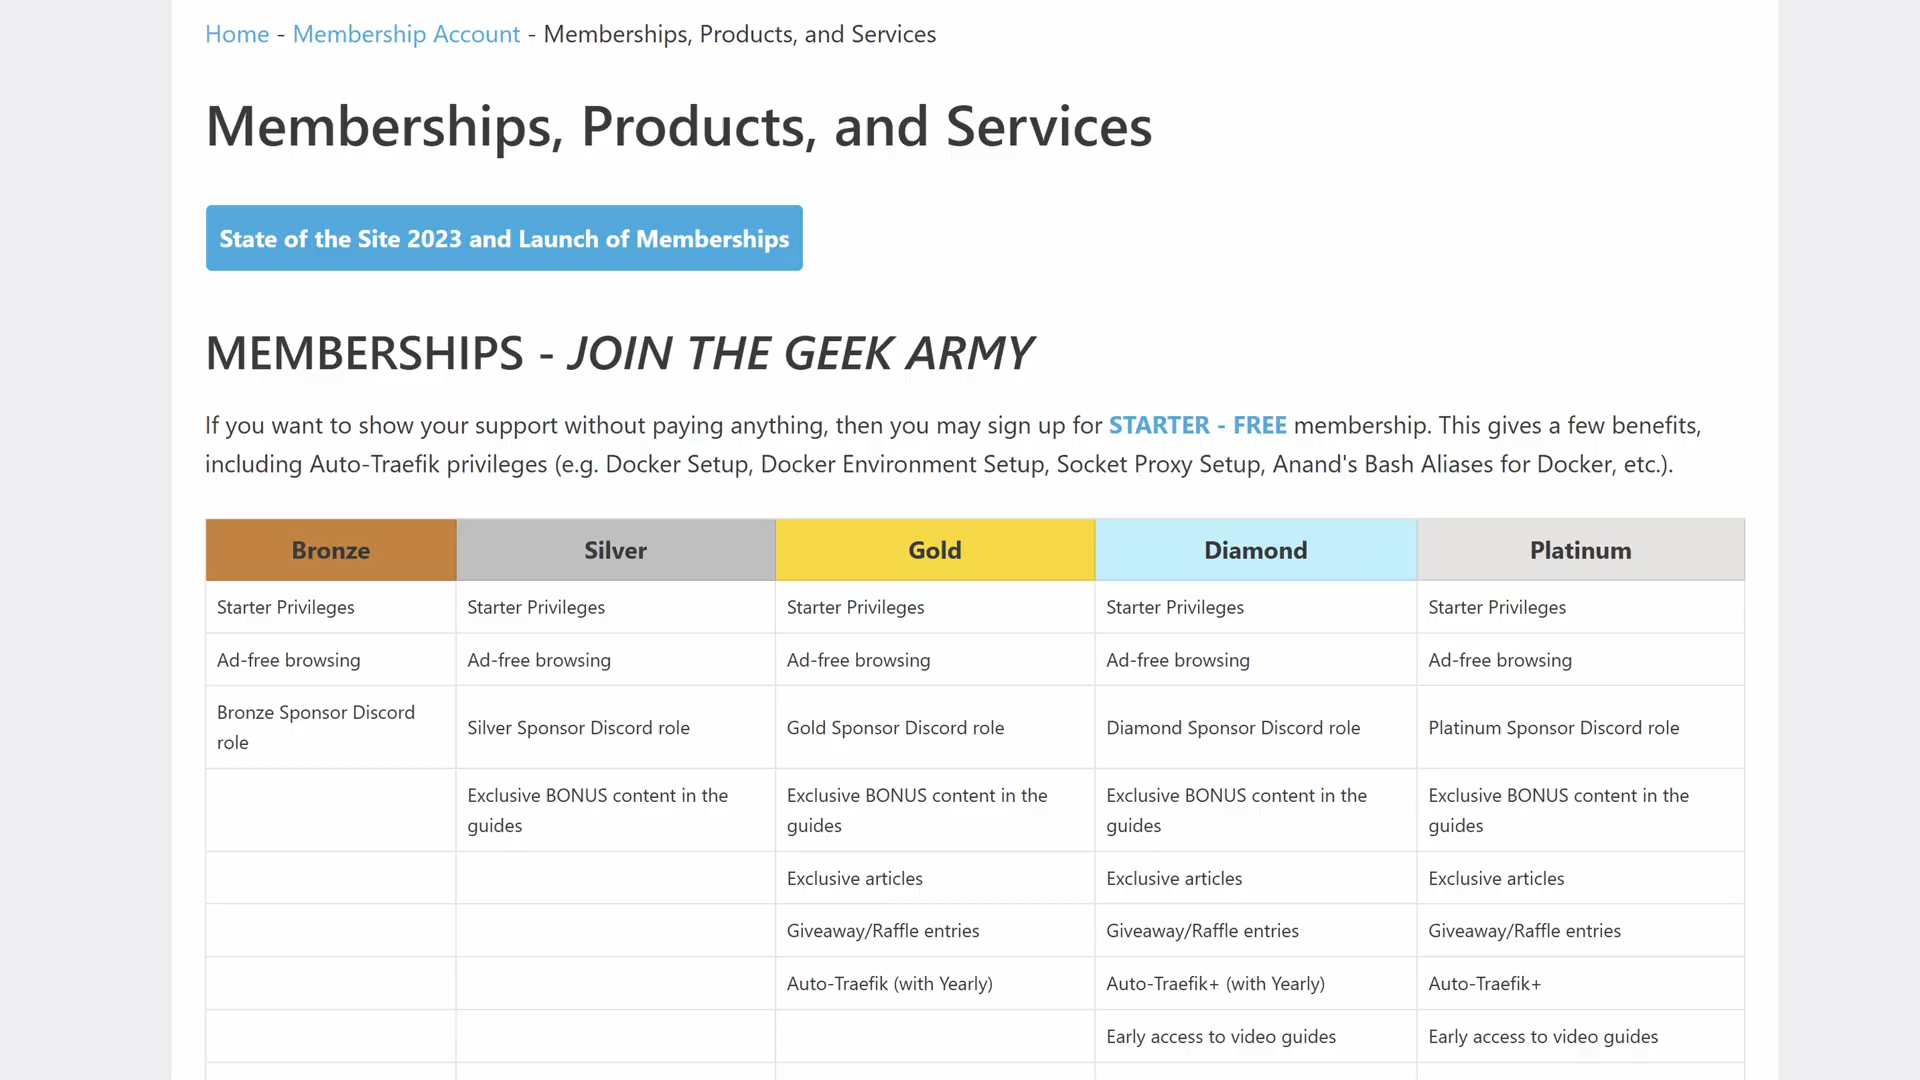 Home - Membership Account - Memberships, Products, and Services
Memberships, Products, and Services
State of the Site 2023 and Launch of Memberships
MEMBERSHIPS - JOIN THE GEEK ARMY
If you want to show your support without paying anything, then you may sign up for STARTER - FREE membership. This gives a few benefits,
including Auto-Traefik privileges (e.g. Docker Setup, Docker Environment Setup, Socket Proxy Setup, Anand's Bash Aliases for Docker, etc.).
Bronze Silver Gold Diamond Platinum
Starter Privileges Starter Privileges Starter Privileges Starter Privileges Starter Privileges
Ad-free browsing Ad-free browsing Ad-free browsing Ad-free browsing Ad-free browsing
Bronze Sponsor Discord
role
Silver Sponsor Discord role Gold Sponsor Discord role Diamond Sponsor Discord role Platinum Sponsor Discord role
Exclusive BONUS content in the Exclusive BONUS content in the Exclusive BONUS content in the Exclusive BONUS content in the
guides guides guides guides
Exclusive articles Exclusive articles Exclusive articles
Giveaway/Raffle entries Giveaway/Raffle entries Giveaway/Raffle entries
Auto-Traefik (with Yearly) Auto-Traefik+ (with Yearly) Auto-Traefik+
Early access to video guides Early access to video guides